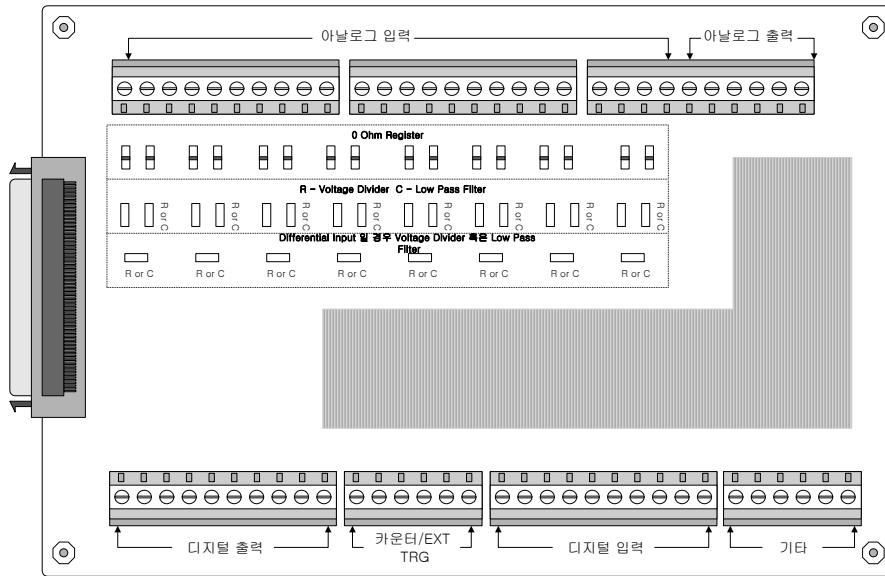 아날로그 입력
아날로그 출력
0 Ohm Register
R - Voltage Divider C - Low Pass Filter
R or C
R or C
R or C
R or C
R or C
R or C
R or C
R or C
Differential Input 일 경우 Voltage Divider 혹은 Low Pass
Filter
R or C
R or C
R or C
R or C
R or C
R or C
R or C
R or C
디지털 출력
카운터/EXT
TRG
디지털 입력
기타